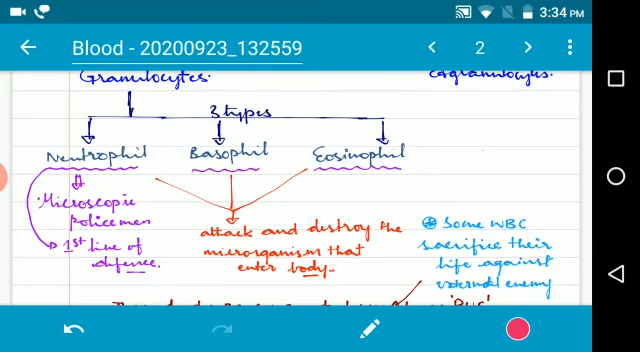 3:34 PM
Blood - 20200923_132559
2
Granulocytes.
Agranulocytes.
3 types
Neutrophil
Basophil
Eosinophil
Microscopic
policemen
1st line of
defence.
attack and destroy the
microorganism that
enter body.
Some WBC
sacrifice their
life against
external enemy
'PUS'